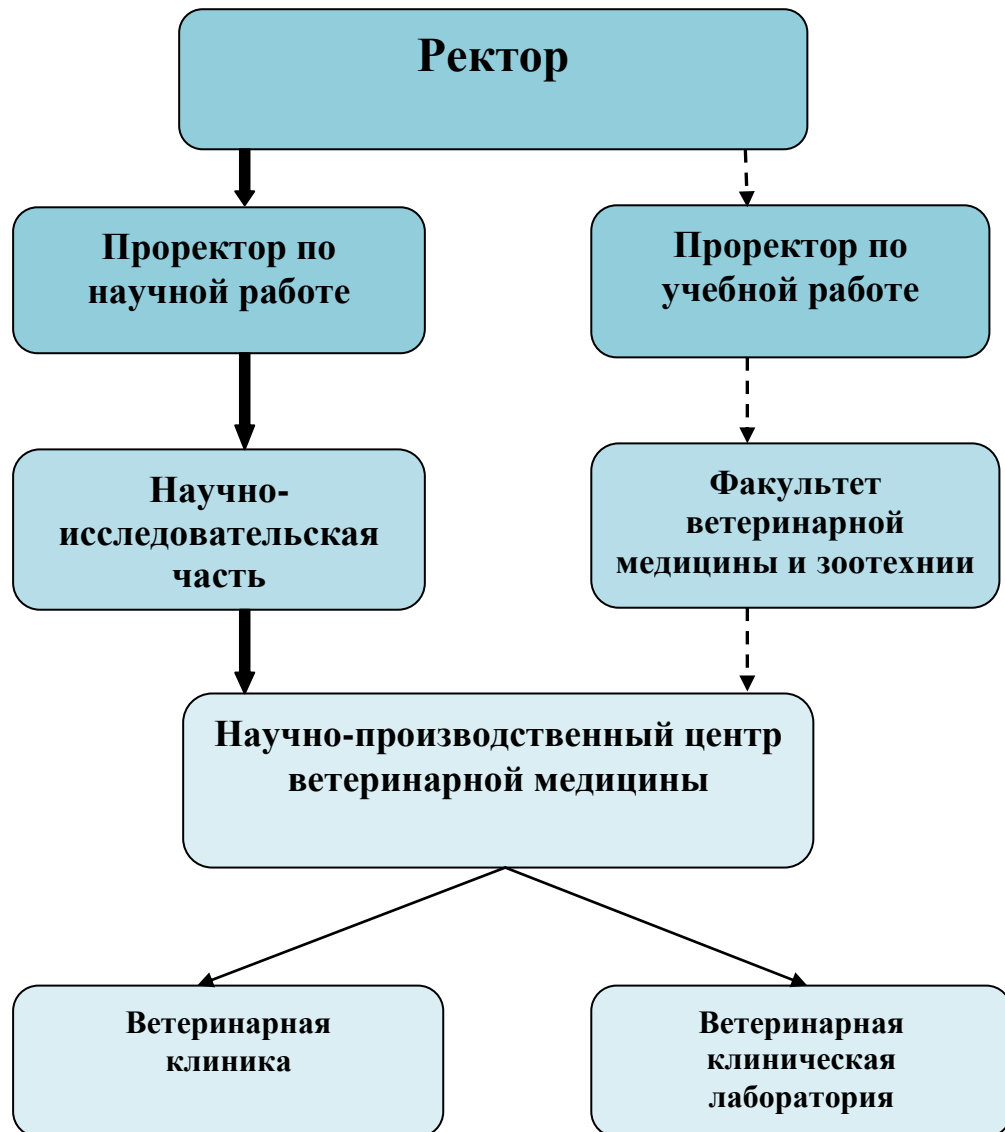 Ректор
Проректор по
научной работе
Проректор по
учебной работе
Научно-
исследовательская
часть
Факультет
ветеринарной
медицины и зоотехнии
Научно-производственный центр
ветеринарной медицины
Ветеринарная
клиника
Ветеринарная
клиническая
лаборатория